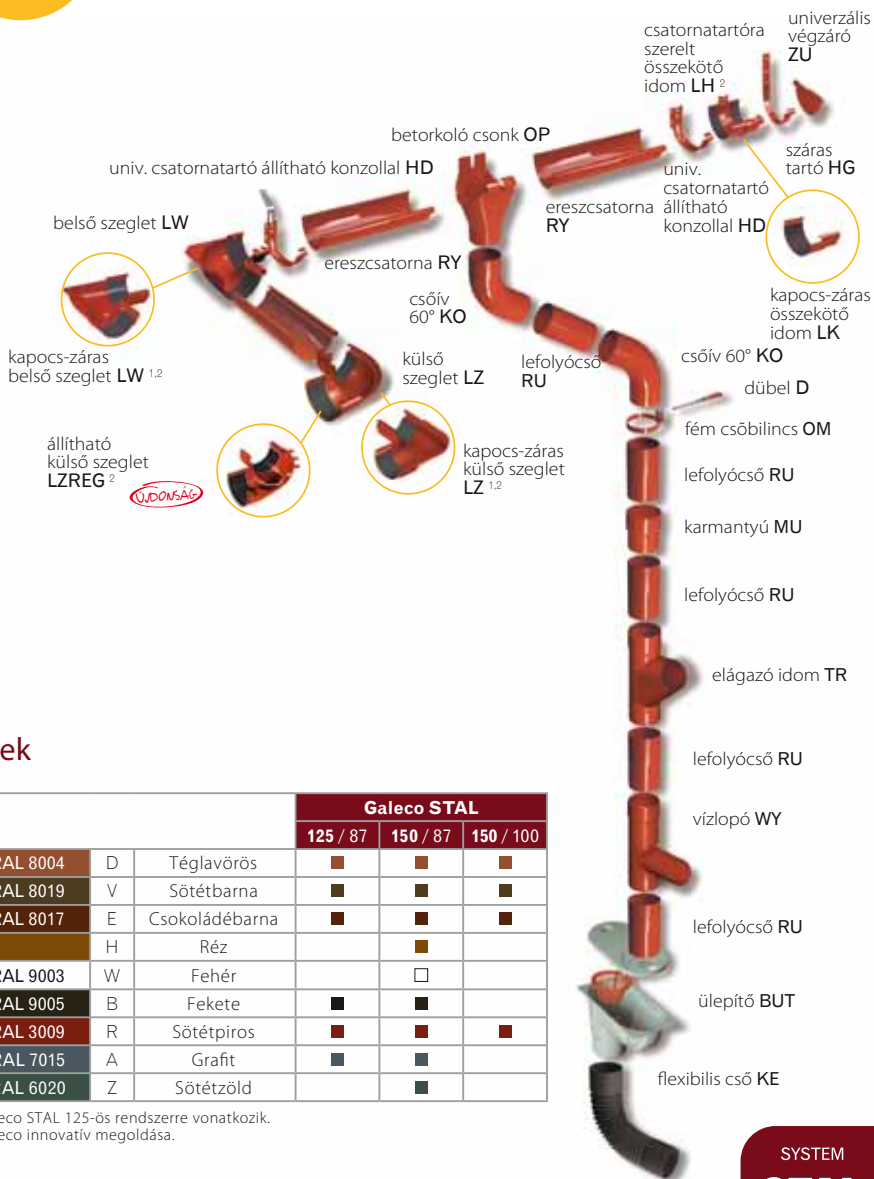 univerzális
végzáró
ZU
csatornatartóra
szerelt
összekötő
idom LH ²
betorkoló csonk OP
univ. csatornatartó állítható konzollal HD
száras
tartó HG
univ.
csatornatartó
állítható
konzollal HD
ereszcsatorna
RY
belső szeglet LW
ereszcsatorna RY
kapocs-záras
összekötő
idom LK
csőív
60° KO
kapocs-záras
belső szeglet LW ¹,²
külső
szeglet LZ
lefolyócső
RU
csőív 60° KO
dübel D
fém csőbilincs OM
állítható
külső szeglet
LZREG ²
ÚJDONSÁG
kapocs-záras
külső szeglet
LZ ¹,²
lefolyócső RU
karmantyú MU
lefolyócső RU
elágazó idom TR
lefolyócső RU
vízlopó WY
lefolyócső RU
ülepítő BUT
flexibilis cső KE
ek
Galeco STAL
125 / 87 150 / 87 150 / 100
RAL 8004 D Téglavörös
RAL 8019 V Sötétbarna
RAL 8017 E Csokoládébarna
H Réz
RAL 9003 W Fehér
RAL 9005 B Fekete
RAL 3009 R Sötétpiros
RAL 7015 A Grafit
RAL 6020 Z Sötétzöld
eco STAL 125-ös rendszerre vonatkozik.
eco innovatív megoldása.
SYSTEM